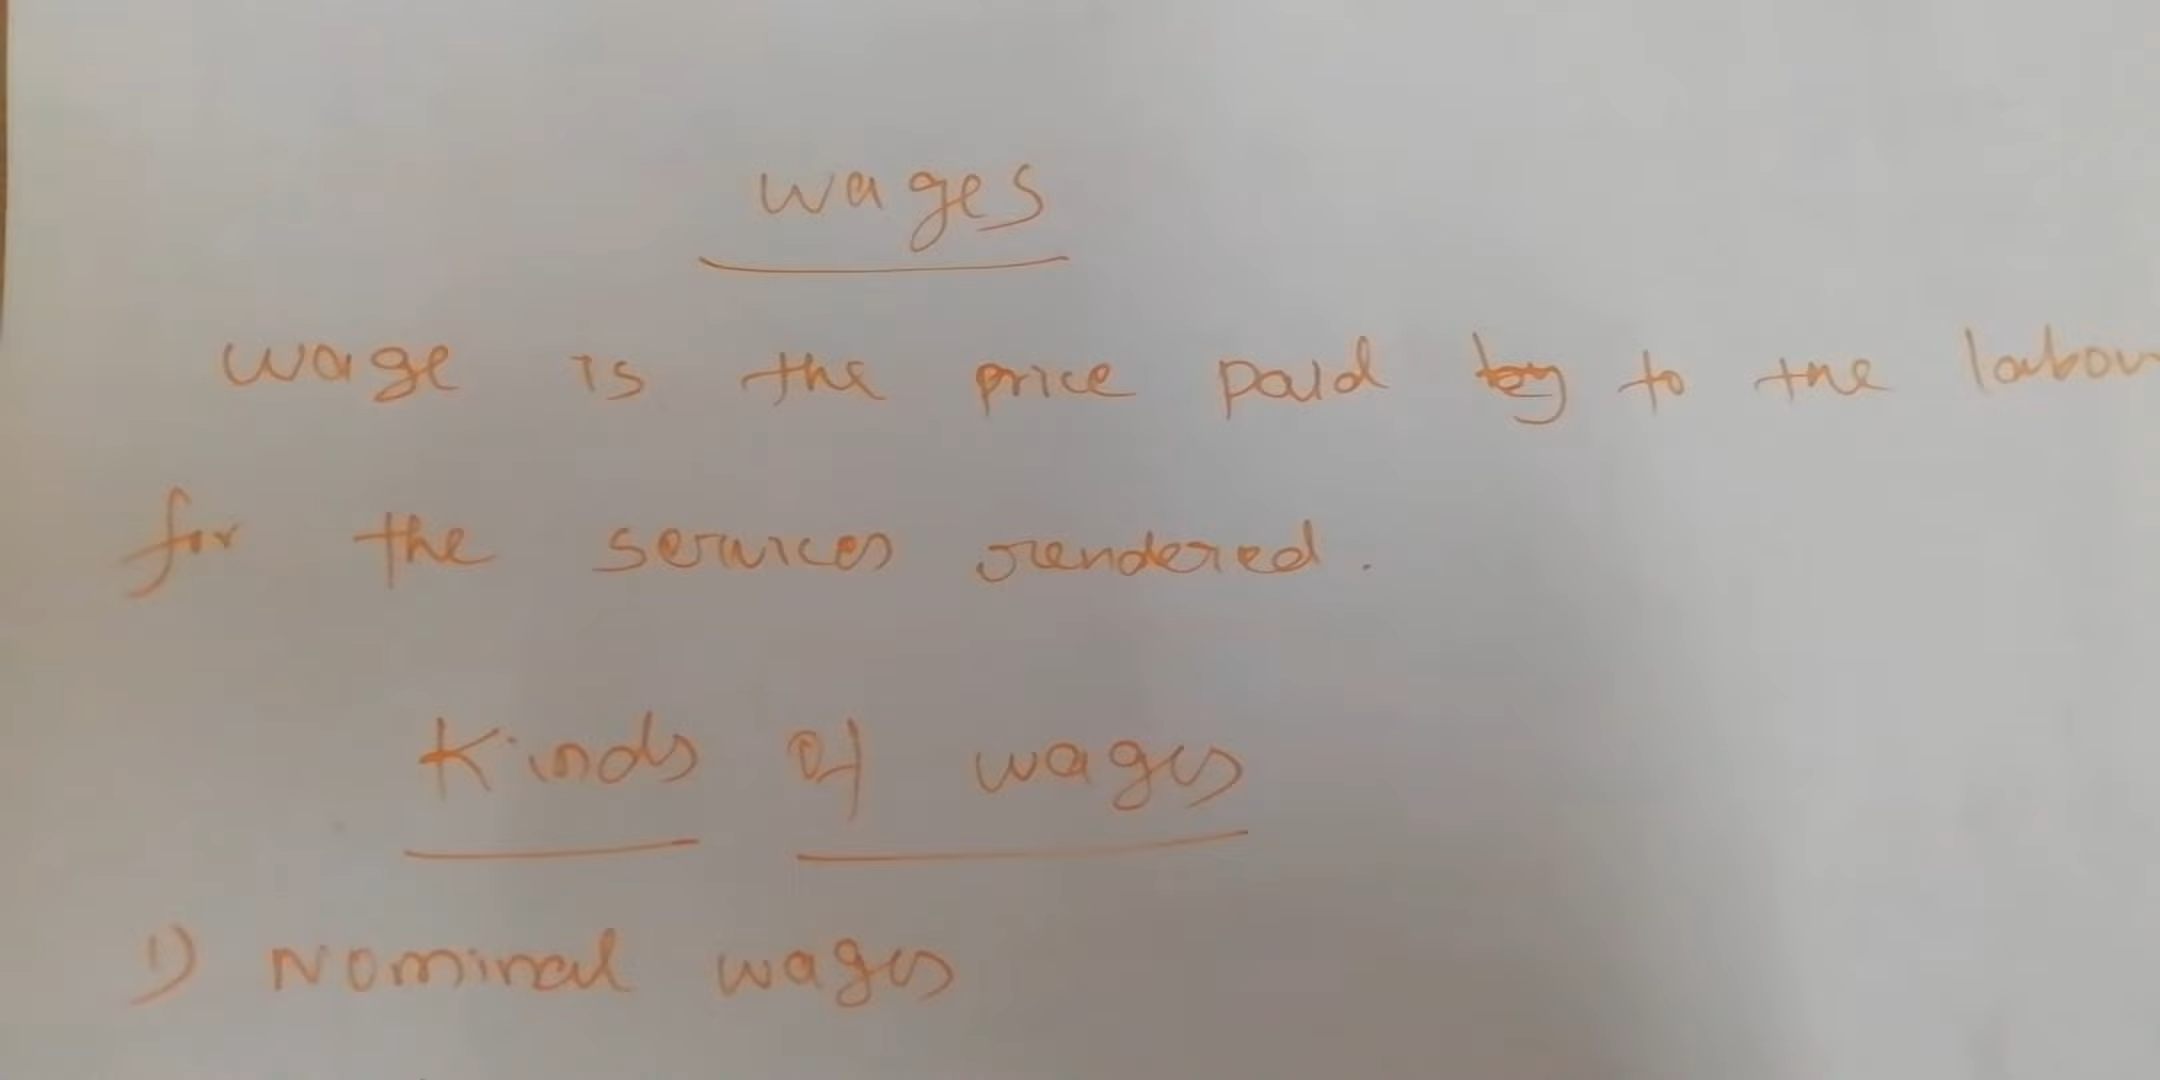 wages
wage is the price paid to the labou
for the services rendered.
Kinds of wages
1) Nominal wages